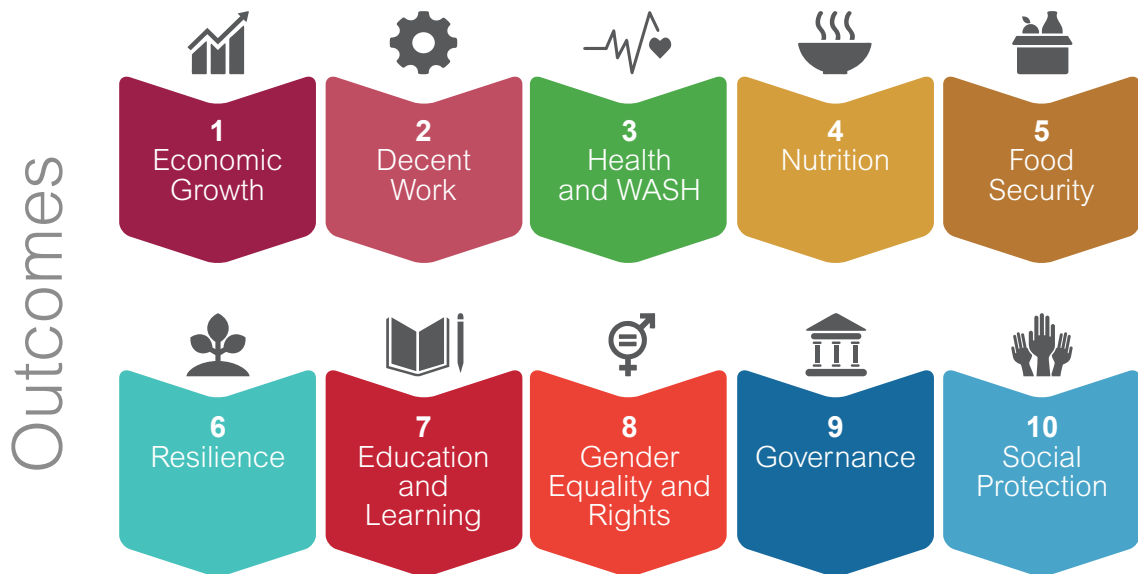 Outcomes
1
Economic
Growth
2
Decent
Work
3
Health
and WASH
4
Nutrition
5
Food
Security
6
Resilience
7
Education
and
Learning
8
Gender
Equality and
Rights
9
Governance
10
Social
Protection